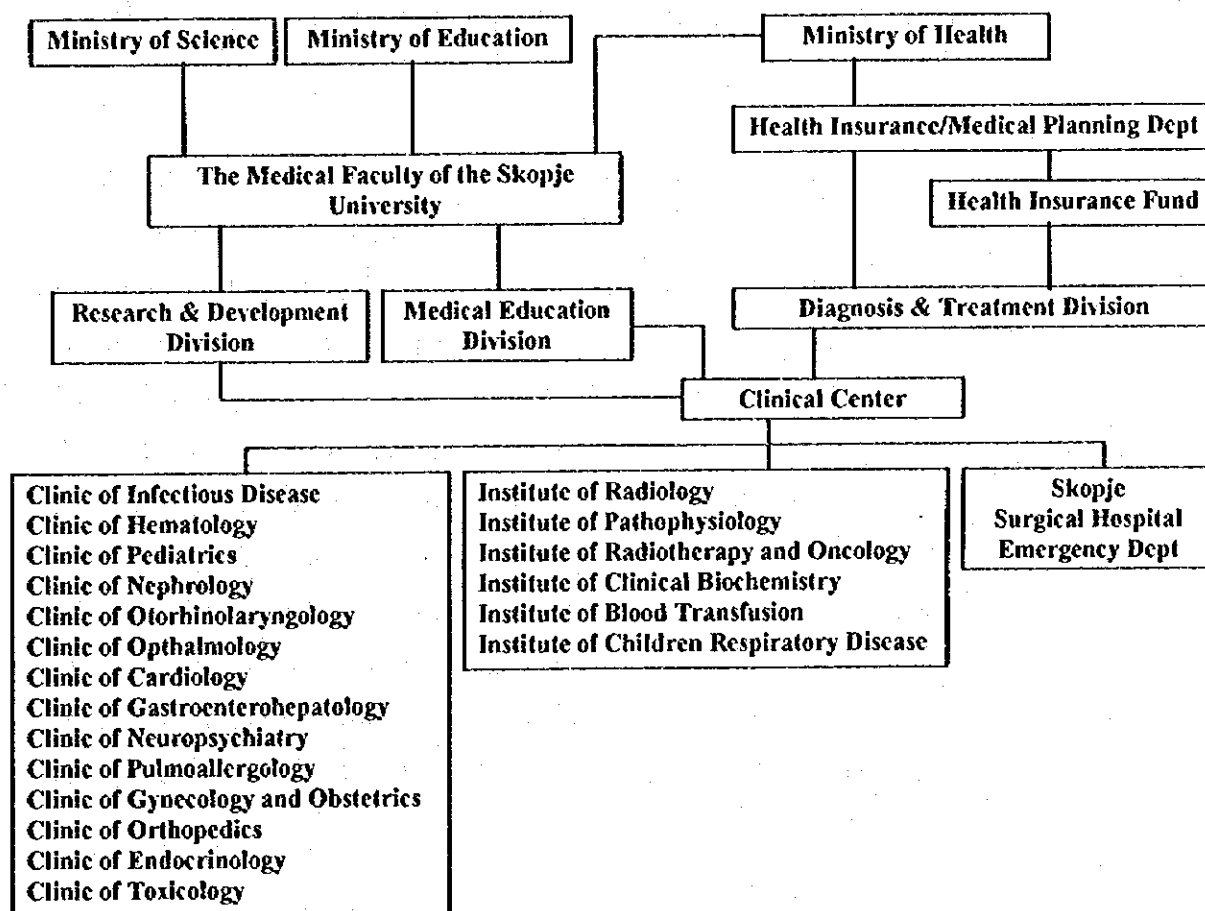 Ministry of Science
Ministry of Education
Ministry of Health
Health Insurance/Medical Planning Dept
The Medical Faculty of the Skopje
University
Health Insurance Fund
Research & Development
Division
Medical Education
Division
Diagnosis & Treatment Division
Clinical Center
Clinic of Infectious Disease
Clinic of Hematology
Clinic of Pediatrics
Clinic of Nephrology
Clinic of Otorhinolaryngology
Clinic of Opthalmology
Clinic of Cardiology
Clinic of Gastroenterohepatology
Clinic of Neuropsychiatry
Clinic of Pulmoallergology
Clinic of Gynecology and Obstetrics
Clinic of Orthopedics
Clinic of Endocrinology
Clinic of Toxicology
Institute of Radiology
Institute of Pathophysiology
Institute of Radiotherapy and Oncology
Institute of Clinical Biochemistry
Institute of Blood Transfusion
Institute of Children Respiratory Disease
Skopje
Surgical Hospital
Emergency Dept